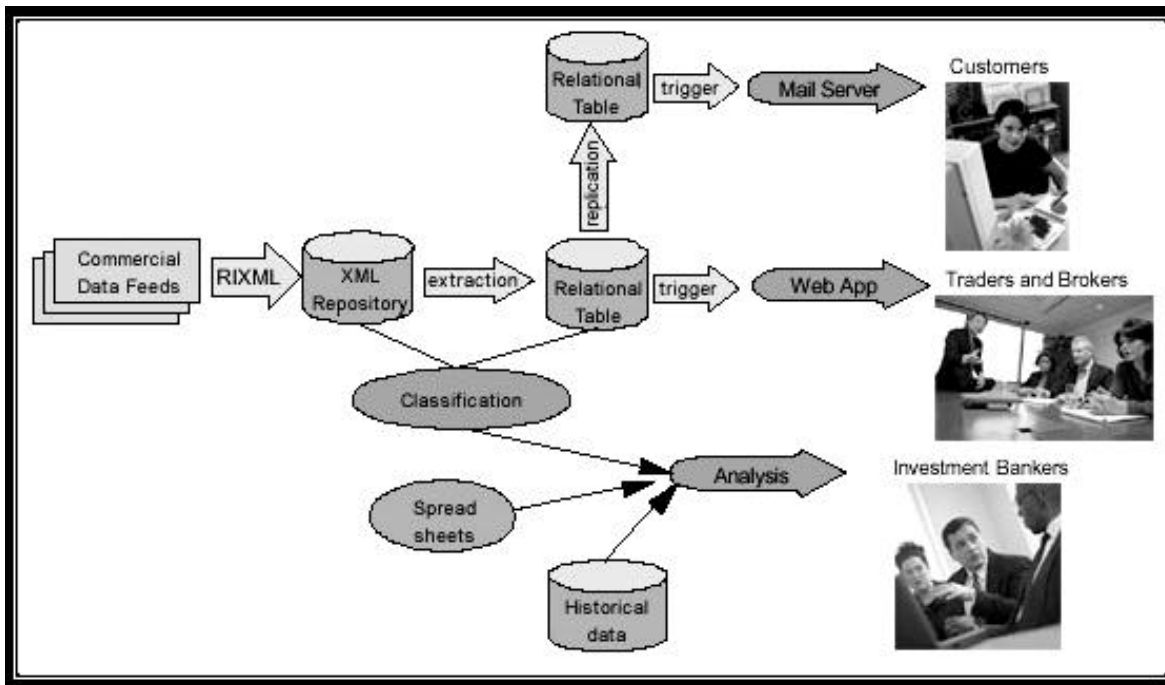 Relational
Table
trigger
Mail Server
Customers
replication
Commercial
Data Feeds
RIXML
XML
Repository
extraction
Relational
Table
trigger
Web App
Traders and Brokers
Classification
Analysis
Investment Bankers
Spread
sheets
Historical
data